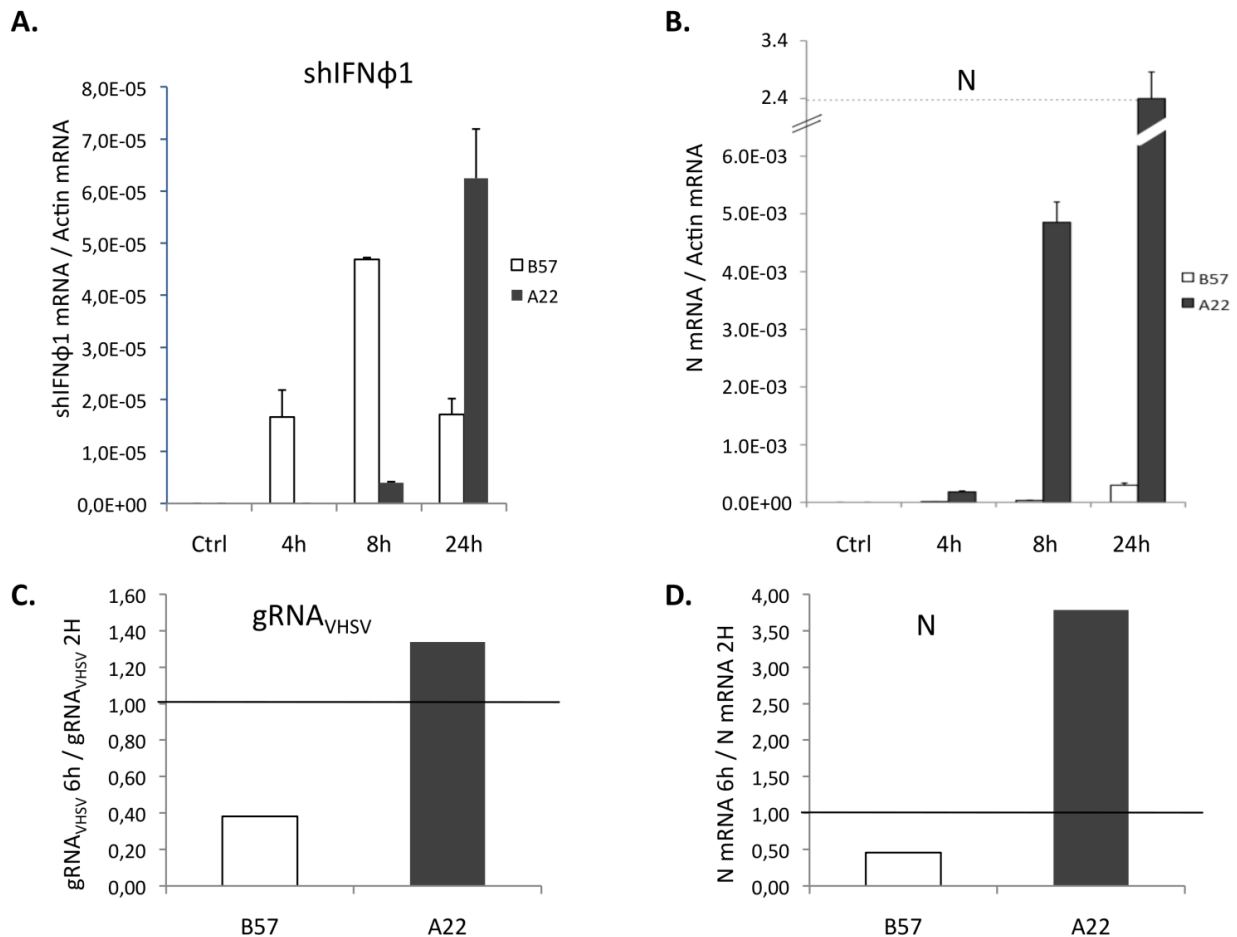 A.
shIFNϕ1
8,0E-05
7,0E-05
6,0E-05
5,0E-05
4,0E-05
3,0E-05
2,0E-05
1,0E-05
0,0E+00
shIFNϕ1 mRNA / Actin mRNA
Ctrl 4h 8h 24h
B57
A22
B.
N
3.4
2.4
6.0E-03
5.0E-03
4.0E-03
3.0E-03
2.0E-03
1.0E-03
0.0E+00
N mRNA / Actin mRNA
Ctrl 4h 8h 24h
B57
A22
C.
gRNAVHSV
1,60
1,40
1,20
1,00
0,80
0,60
0,40
0,20
0,00
gRNAVHSV 6h / gRNAVHSV 2H
B57 A22
D.
N
4,00
3,50
3,00
2,50
2,00
1,50
1,00
0,50
0,00
N mRNA 6h / N mRNA 2H
B57 A22